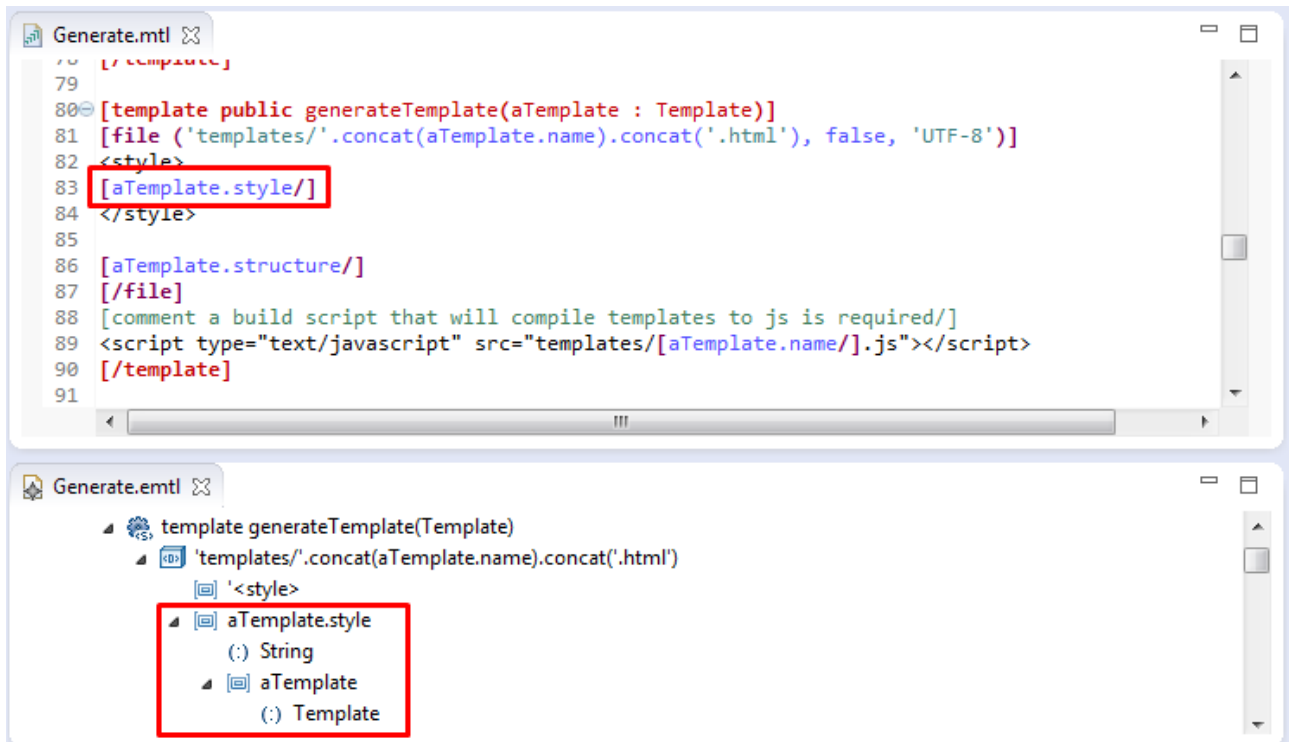 Generate.mtl
78 [/template]
79
80 [template public generateTemplate(aTemplate : Template)]
81 [file ('templates/'.concat(aTemplate.name).concat('.html'), false, 'UTF-8')]
82 <style>
83 [aTemplate.style/]
84 </style>
85
86 [aTemplate.structure/]
87 [/file]
88 [comment a build script that will compile templates to js is required/]
89 <script type="text/javascript" src="templates/[aTemplate.name/].js"></script>
90 [/template]
91
Generate.emtl
template generateTemplate(Template)
'templates/'.concat(aTemplate.name).concat('.html')
'<style>
aTemplate.style
(:) String
aTemplate
(:) Template